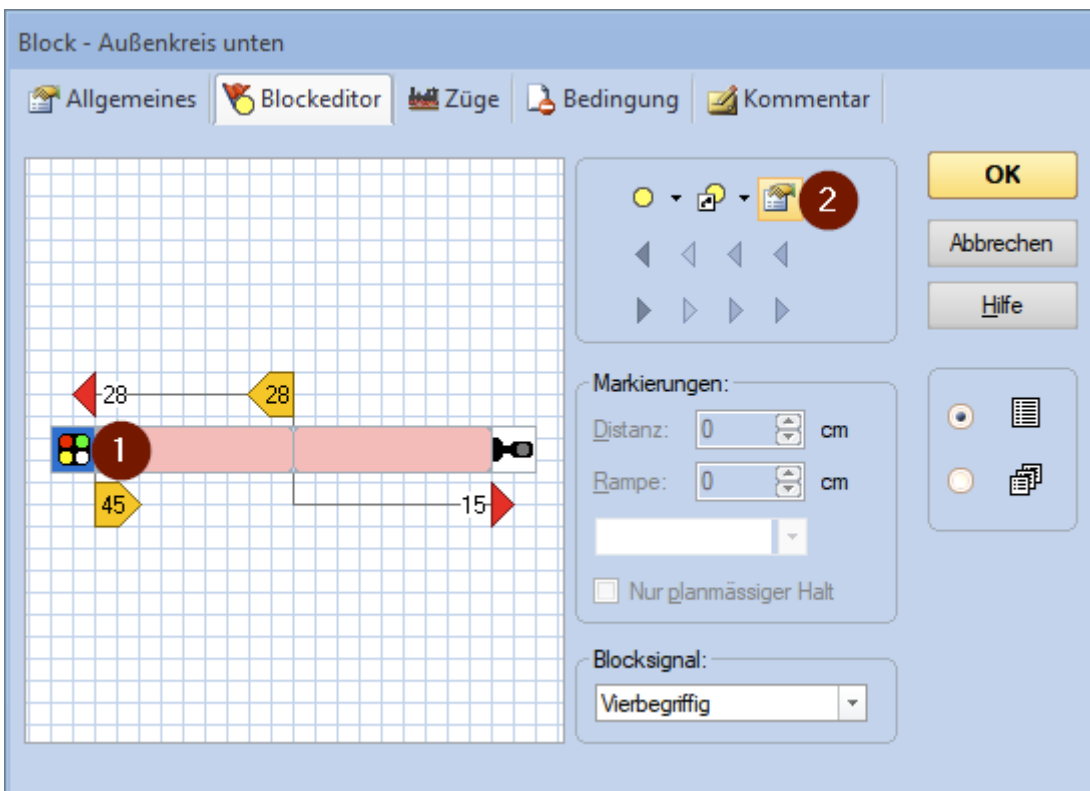 Block - Außenkreis unten
Allgemeines Blockeditor Züge Bedingung Kommentar
2
OK
Abbrechen
Hilfe
28 28
1
45 15
Markierungen:
Distanz: 0 cm
Rampe: 0 cm
Nur planmässiger Halt
Blocksignal:
Vierbegriffig